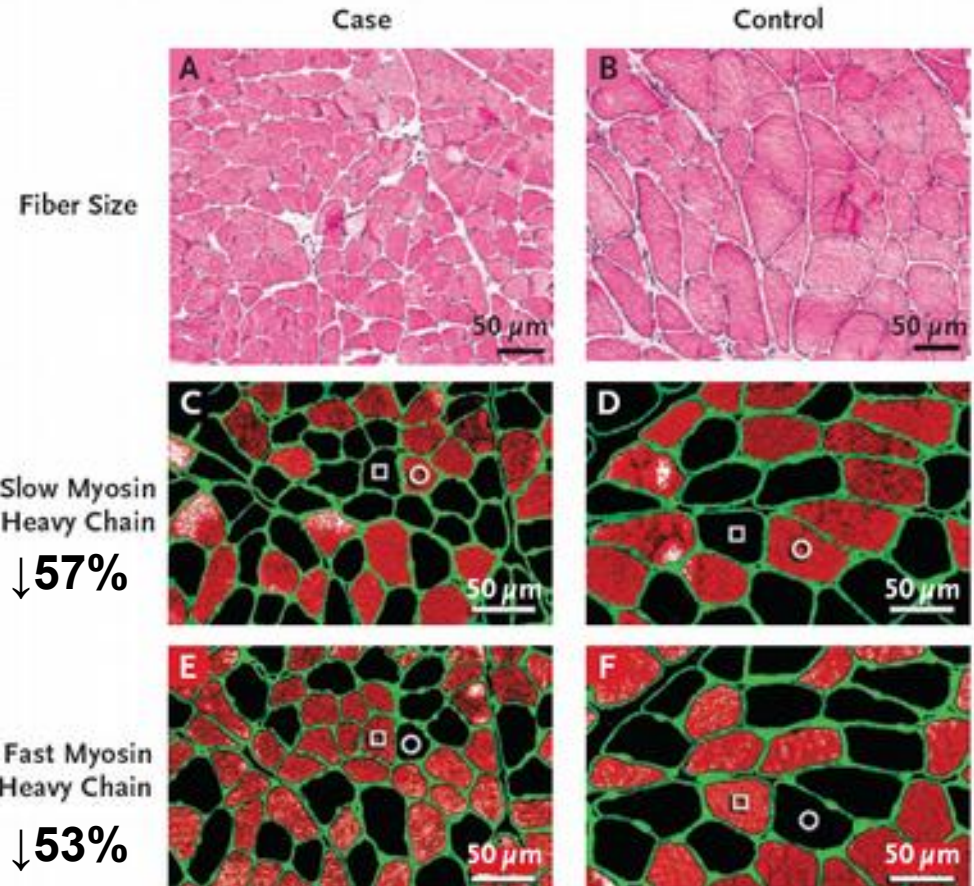 Case
Control
A
B
Fiber Size
50 µm
50 µm
C
D
Slow Myosin
Heavy Chain
↓57%
50 µm
50 µm
E
F
Fast Myosin
Heavy Chain
↓53%
50 µm
50 µm